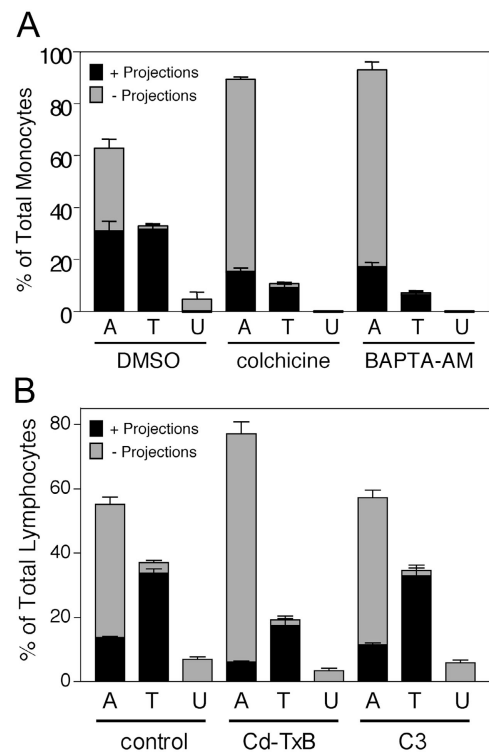 A
% of Total Monocytes
100
80
60
40
20
0
+ Projections
- Projections
A T U A T U A T U
DMSO colchicine BAPTA-AM
B
% of Total Lymphocytes
80
60
40
20
0
+ Projections
- Projections
A T U A T U A T U
control Cd-TxB C3